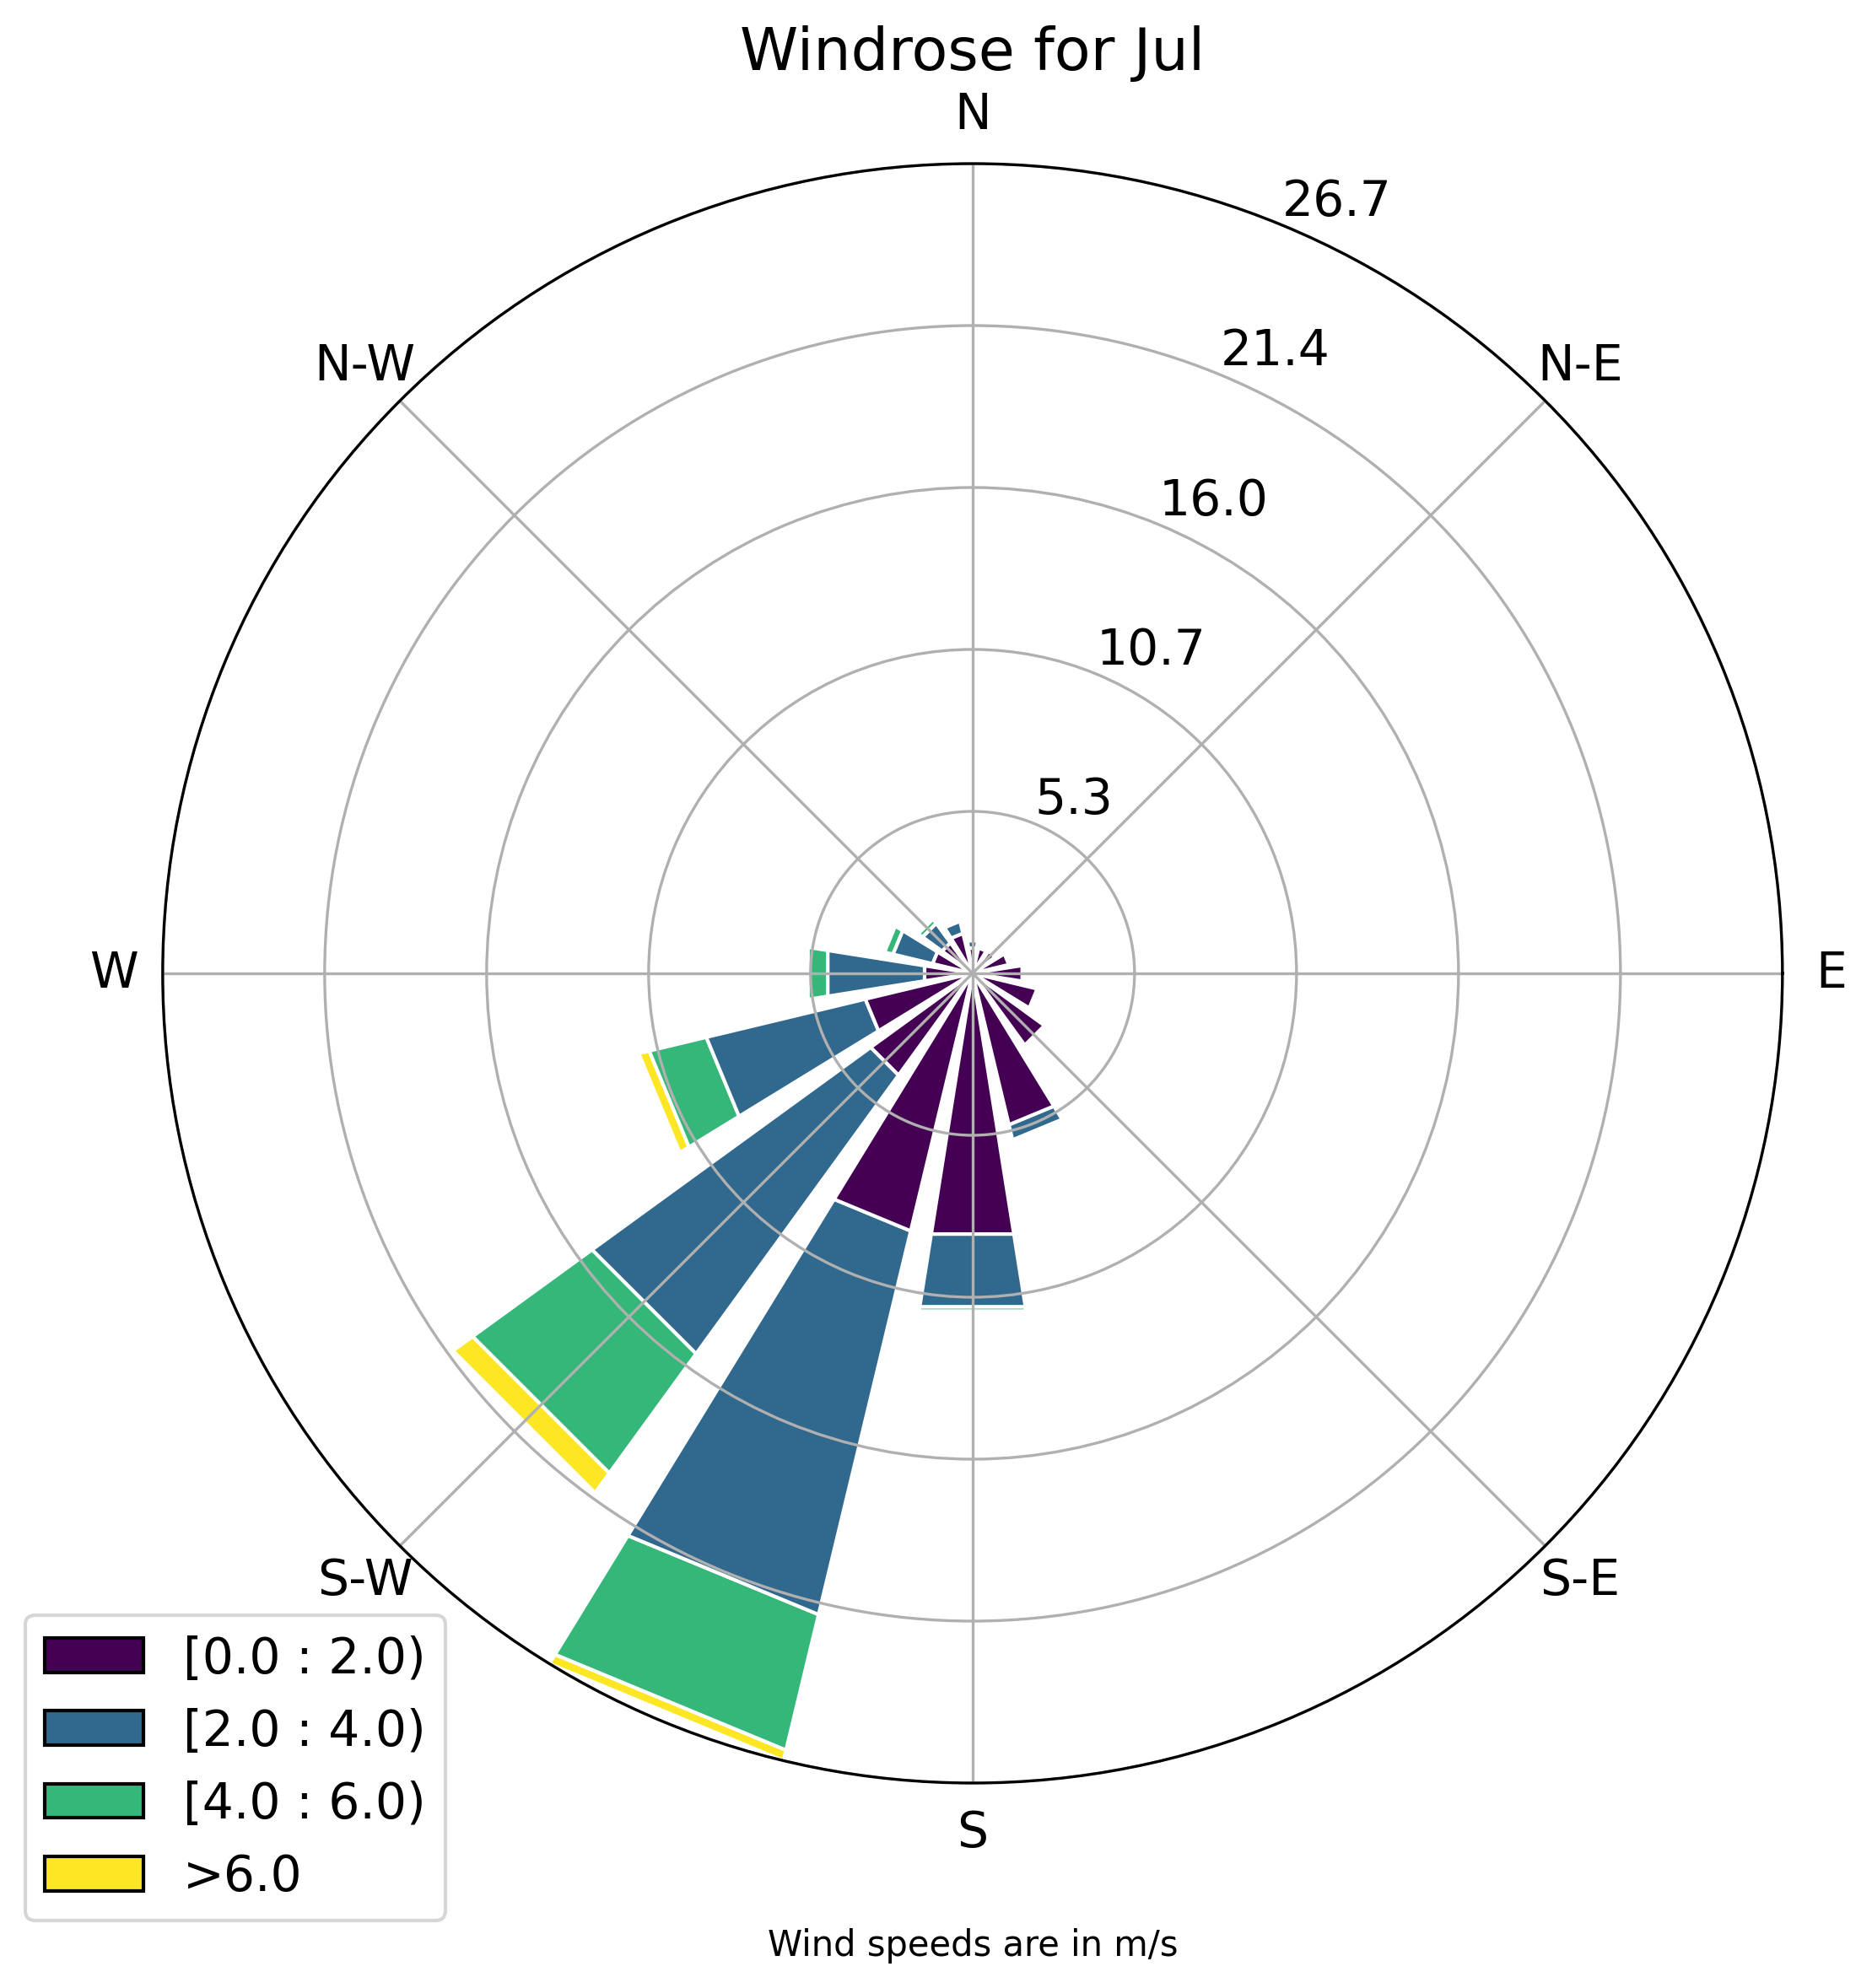 Windrose for Jul
N
26.7
N-W
21.4
N-E
16.0
10.7
5.3
W
E
S-W
S-E
[0.0 : 2.0)
[2.0 : 4.0)
[4.0 : 6.0)
>6.0
S
Wind speeds are in m/s